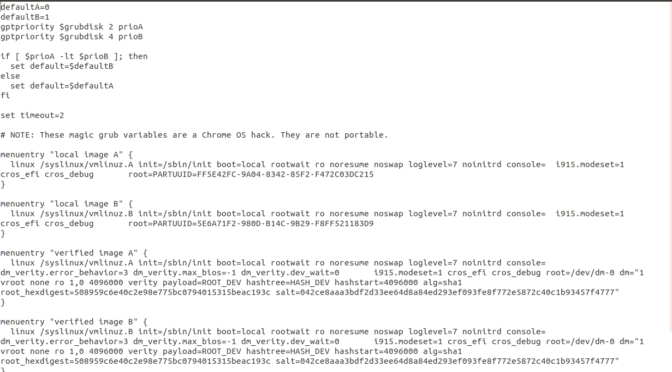 defaultA=0
defaultB=1
gptpriority $grubdisk 2 prioA
gptpriority $grubdisk 4 prioB
if [ $prioA -lt $prioB ]; then
set default=$defaultB
else
set default=$defaultA
fi
set timeout=2
# NOTE: These magic grub variables are a Chrome OS hack. They are not portable.
menuentry "local image A" {
linux /syslinux/vmlinuz.A init=/sbin/init boot=local rootwait ro noresume noswap loglevel=7 noinitrd console= i915.modeset=1
cros_efi cros_debug root=PARTUUID=FF5E42FC-9A04-8342-85F2-F472C03DC215
}
menuentry "local image B" {
linux /syslinux/vmlinuz.B init=/sbin/init boot=local rootwait ro noresume noswap loglevel=7 noinitrd console= i915.modeset=1
cros_efi cros_debug root=PARTUUID=5E6A71F2-980D-B14C-9B29-F8FF521183D9
}
menuentry "verified image A" {
linux /syslinux/vmlinuz.A init=/sbin/init boot=local rootwait ro noresume noswap loglevel=7 noinitrd console=
dm_verity.error_behavior=3 dm_verity.max_bios=-1 dm_verity.dev_wait=0 i915.modeset=1 cros_efi cros_debug root=/dev/dm-0 dm="1
vroot none ro 1,0 4096000 verity payload=ROOT_DEV hashtree=HASH_DEV hashstart=4096000 alg=sha1
root_hexdigest=508959c6e40c2e98e775bc0794015315beac193c salt=042ce8aaa3bdf2d33ee64d8a84ed293ef093fe8f772e5872c40c1b93457f4777"
}
menuentry "verified image B" {
linux /syslinux/vmlinuz.B init=/sbin/init boot=local rootwait ro noresume noswap loglevel=7 noinitrd console=
dm_verity.error_behavior=3 dm_verity.max_bios=-1 dm_verity.dev_wait=0 i915.modeset=1 cros_efi cros_debug root=/dev/dm-0 dm="1
vroot none ro 1,0 4096000 verity payload=ROOT_DEV hashtree=HASH_DEV hashstart=4096000 alg=sha1
root_hexdigest=508959c6e40c2e98e775bc0794015315beac193c salt=042ce8aaa3bdf2d33ee64d8a84ed293ef093fe8f772e5872c40c1b93457f4777"
}